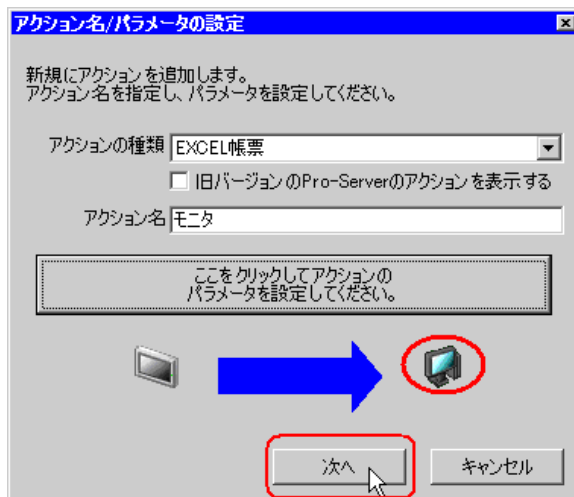 アクション名/パラメータの設定
新規にアクションを追加します。
アクション名を指定し、パラメータを設定してください。
アクションの種類 EXCEL帳票
旧バージョンのPro-Serverのアクションを表示する
アクション名 モニタ
ここをクリックしてアクションの
パラメータを設定してください。
次へ キャンセル